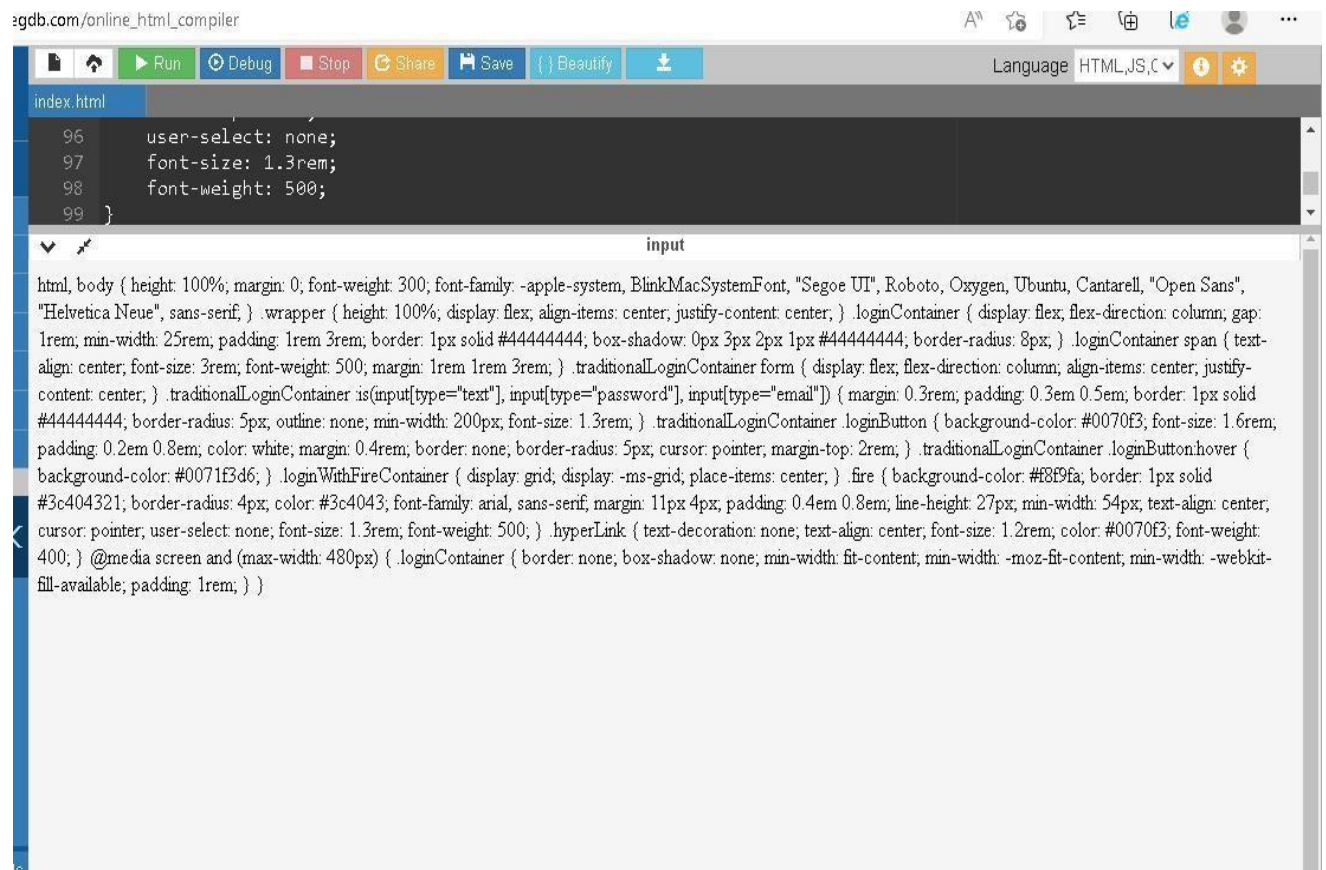 egdb.com/online_html_compiler
Run Debug Stop Share Save { } Beautify Language HTML,JS,C
index.html
96 user-select: none;
97 font-size: 1.3rem;
98 font-weight: 500;
99 }
input
html, body { height: 100%; margin: 0; font-weight: 300; font-family: -apple-system, BlinkMacSystemFont, "Segoe UI", Roboto, Oxygen, Ubuntu, Cantarell, "Open Sans",
"Helvetica Neue", sans-serif; } .wrapper { height: 100%; display: flex; align-items: center; justify-content: center; } .loginContainer { display: flex; flex-direction: column; gap:
1rem; min-width: 25rem; padding: 1rem 3rem; border: 1px solid #44444444; box-shadow: 0px 3px 2px 1px #44444444; border-radius: 8px; } .loginContainer span { text-
align: center; font-size: 3rem; font-weight: 500; margin: 1rem 1rem 3rem; } .traditionalLoginContainer form { display: flex; flex-direction: column; align-items: center; justify-
content: center; } .traditionalLoginContainer :is(input[type="text"], input[type="password"], input[type="email"]) { margin: 0.3rem; padding: 0.3em 0.5em; border: 1px solid
#44444444; border-radius: 5px; outline: none; min-width: 200px; font-size: 1.3rem; } .traditionalLoginContainer .loginButton { background-color: #0070f3; font-size: 1.6rem;
padding: 0.2em 0.8em; color: white; margin: 0.4rem; border: none; border-radius: 5px; cursor: pointer; margin-top: 2rem; } .traditionalLoginContainer .loginButton:hover {
background-color: #0071f3d6; } .loginWithFireContainer { display: grid; display: -ms-grid; place-items: center; } .fire { background-color: #f8f9fa; border: 1px solid
#3c404321; border-radius: 4px; color: #3c4043; font-family: arial, sans-serif; margin: 11px 4px; padding: 0.4em 0.8em; line-height: 27px; min-width: 54px; text-align: center;
cursor: pointer; user-select: none; font-size: 1.3rem; font-weight: 500; } .hyperLink { text-decoration: none; text-align: center; font-size: 1.2rem; color: #0070f3; font-weight:
400; } @media screen and (max-width: 480px) { .loginContainer { border: none; box-shadow: none; min-width: fit-content; min-width: -moz-fit-content; min-width: -webkit-
fill-available; padding: 1rem; } }